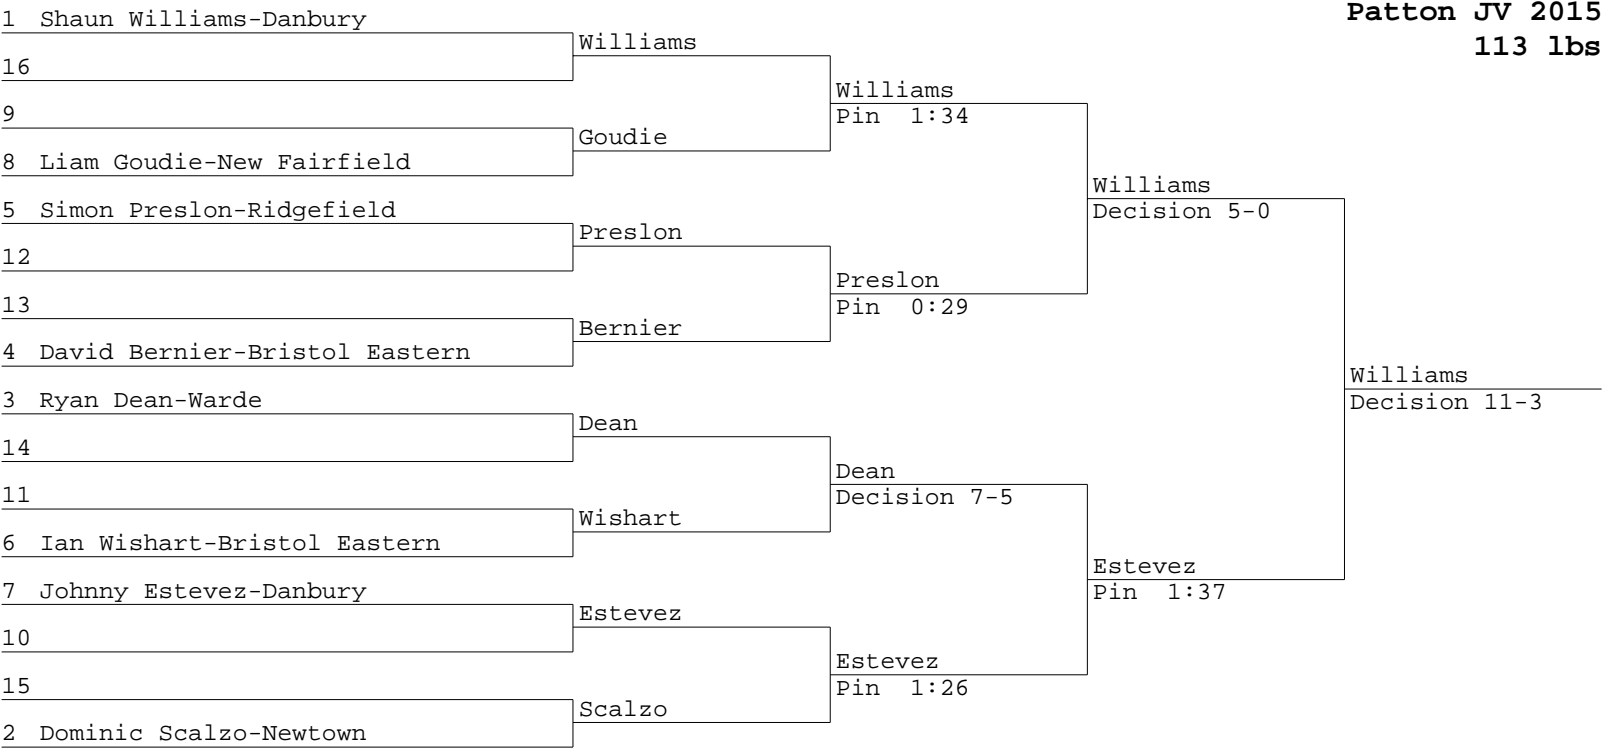 Patton JV 2015
113 lbs
1 Shaun Williams-Danbury
Williams
16
Williams
Pin 1:34
9
Goudie
8 Liam Goudie-New Fairfield
Williams
Decision 5-0
5 Simon Preslon-Ridgefield
Preslon
12
Preslon
Pin 0:29
13
Bernier
4 David Bernier-Bristol Eastern
Williams
Decision 11-3
3 Ryan Dean-Warde
Dean
14
Dean
Decision 7-5
11
Wishart
6 Ian Wishart-Bristol Eastern
Estevez
Pin 1:37
7 Johnny Estevez-Danbury
Estevez
10
Estevez
Pin 1:26
15
Scalzo
2 Dominic Scalzo-Newtown